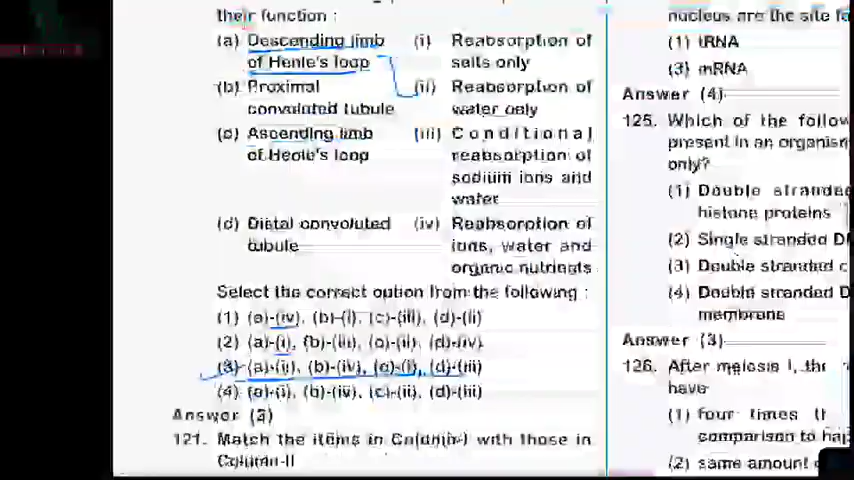 their function :
(a) Descending limb (i) Reabsorption of
of Henle's loop salts only
(b) Proximal (ii) Reabsorption of
convoluted tubule water only
(c) Ascending limb (iii) Conditional
of Henle's loop reabsorption of
sodium ions and
water
(d) Distal convoluted (iv) Reabsorption of
tubule ions, water and
organic nutrients
Select the correct option from the following :
(1) (a)-(iv), (b)-(i), (c)-(iii), (d)-(ii)
(2) (a)-(i), (b)-(iii), (c)-(ii), (d)-(iv)
(3) (a)-(ii), (b)-(iv), (c)-(i), (d)-(iii)
(4) (a)-(i), (b)-(iv), (c)-(ii), (d)-(iii)
Answer (3)
121. Match the items in Column-I with those in
Column-II
nucleus are the site f
(1) tRNA
(3) mRNA
Answer (4)
125. Which of the follow
present in an organism
only?
(1) Double stranded
histone proteins
(2) Single stranded D
(3) Double stranded c
(4) Double stranded D
membrane
Answer (3)
126. After meiosis I, the
have
(1) four times th
comparison to hap
(2) same amount